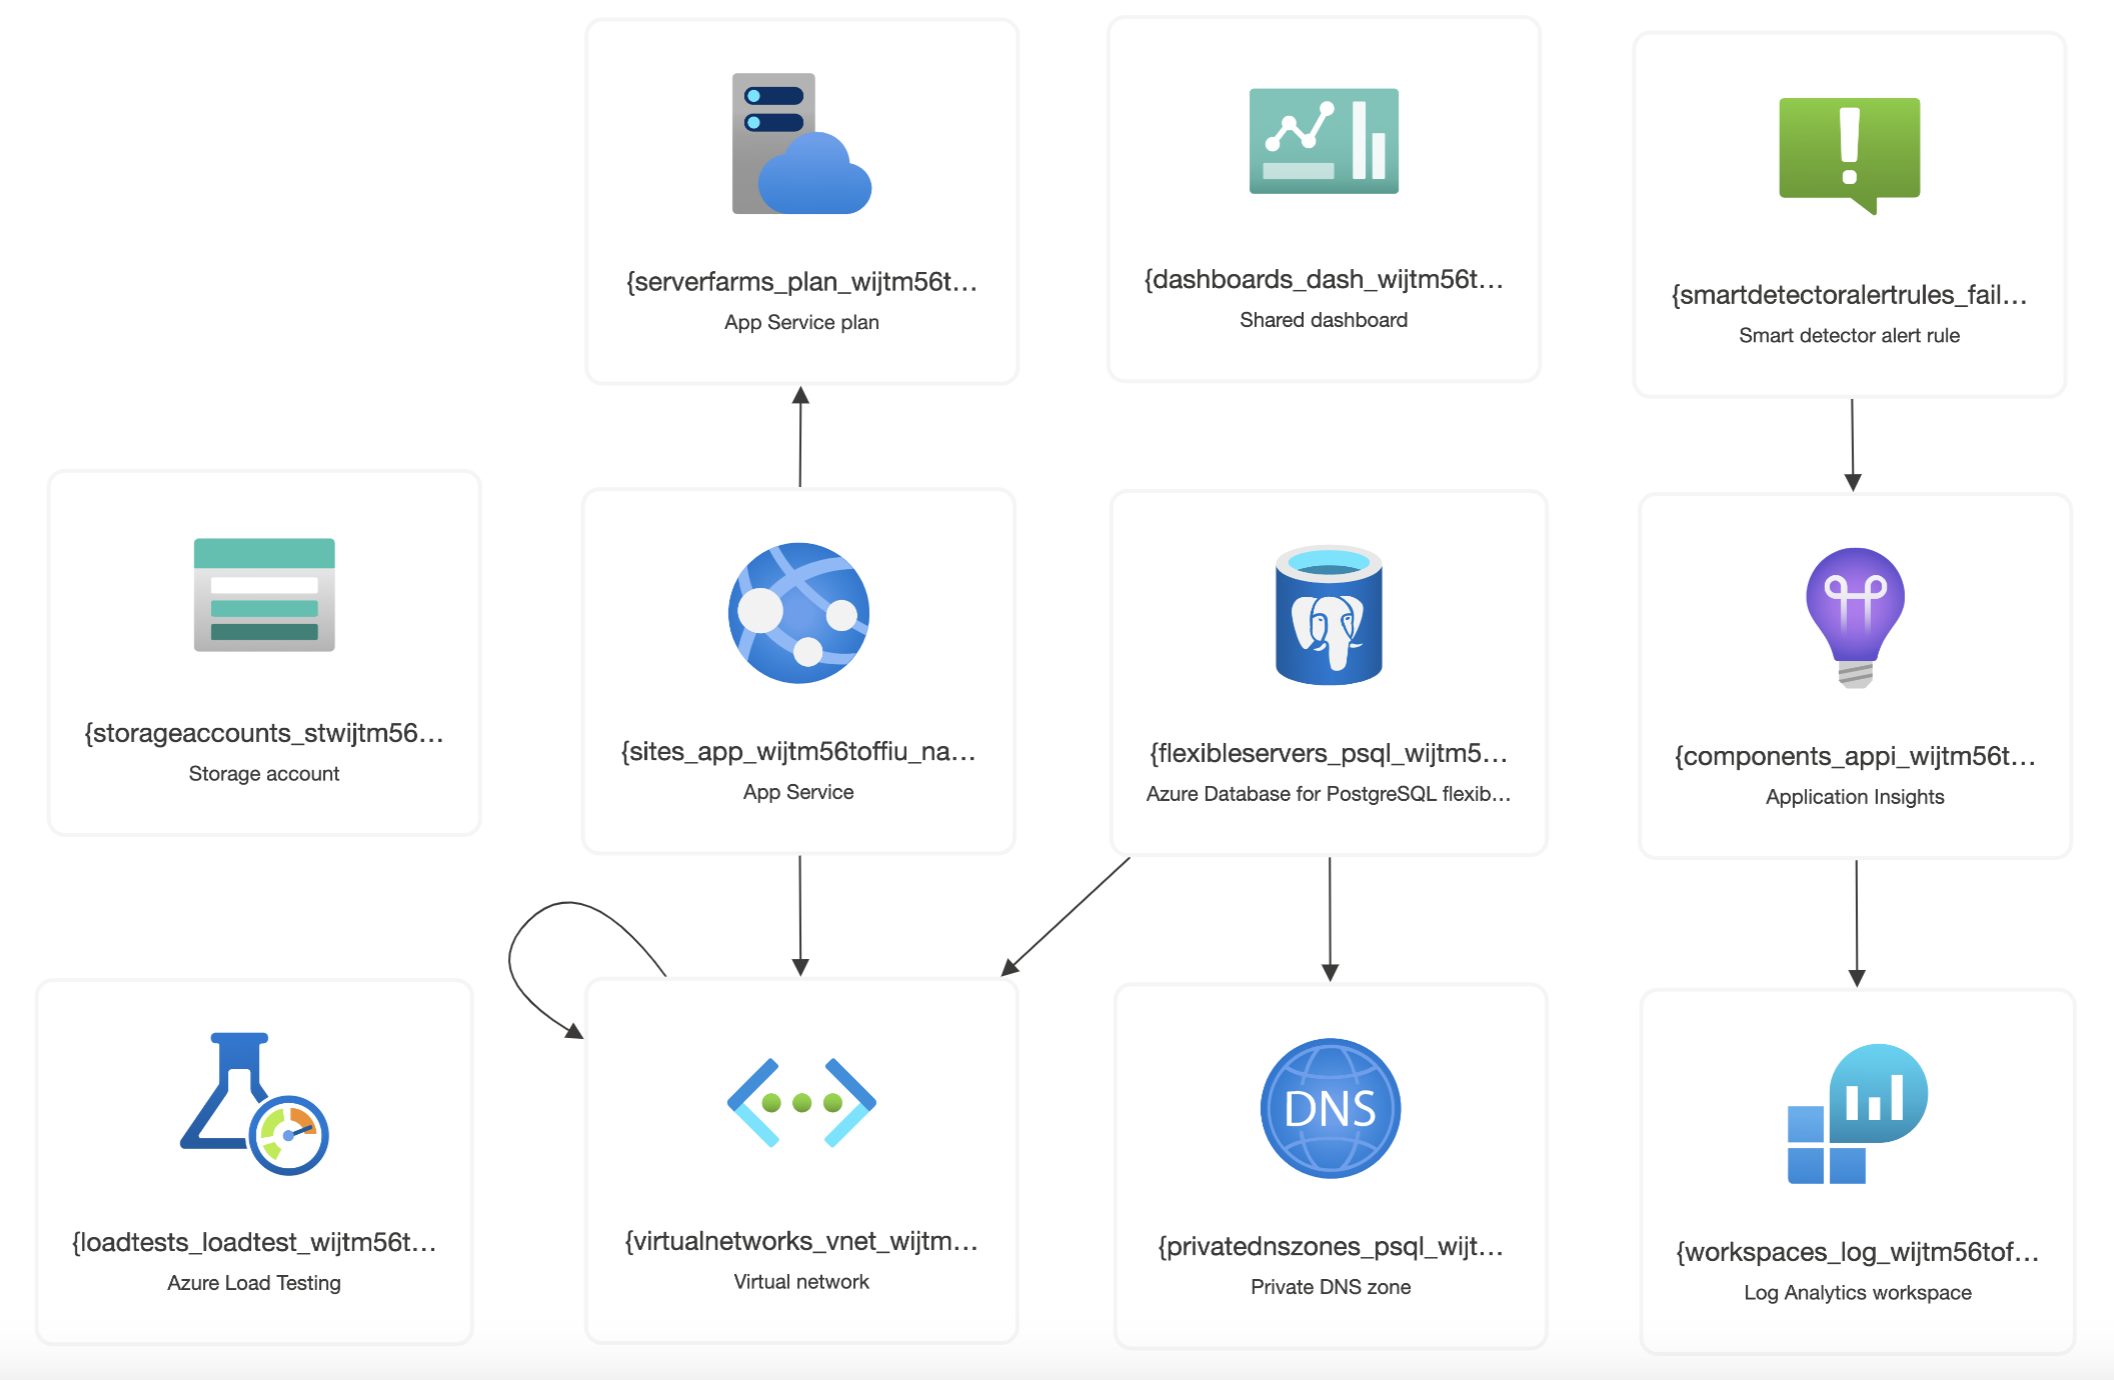 {serverfarms_plan_wijtm56t...
App Service plan
{dashboards_dash_wijtm56t...
Shared dashboard
{smartdetectoralertrules_fail...
Smart detector alert rule
{storageaccounts_stwijtm56...
Storage account
{sites_app_wijtm56toffiu_na...
App Service
{flexibleservers_psql_wijtm5...
Azure Database for PostgreSQL flexib...
{components_appi_wijtm56t...
Application Insights
{loadtests_loadtest_wijtm56t...
Azure Load Testing
{virtualnetworks_vnet_wijtm...
Virtual network
DNS
{privatednszones_psql_wijt...
Private DNS zone
{workspaces_log_wijtm56tof...
Log Analytics workspace